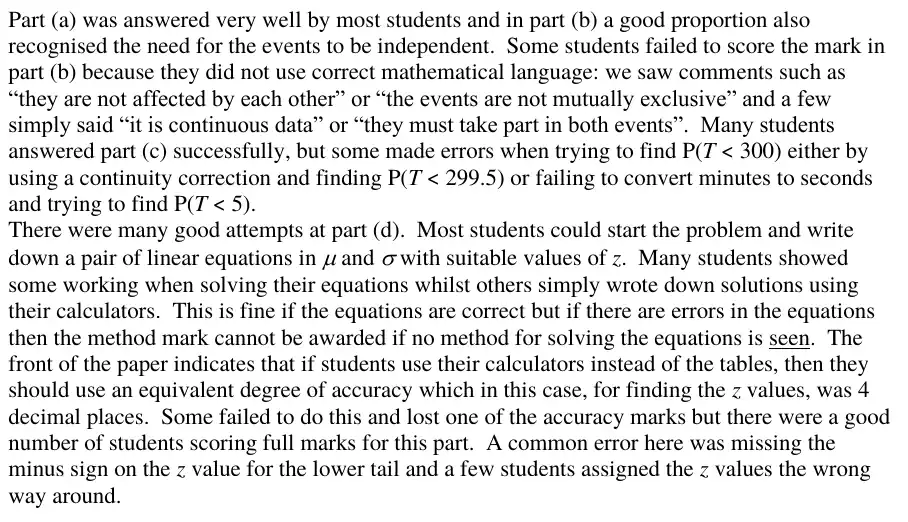 Part (a) was answered very well by most students and in part (b) a good proportion also
recognised the need for the events to be independent.  Some students failed to score the mark in
part (b) because they did not use correct mathematical language: we saw comments such as
“they are not affected by each other” or “the events are not mutually exclusive” and a few
simply said “it is continuous data” or “they must take part in both events”.  Many students
answered part (c) successfully, but some made errors when trying to find P(T < 300) either by
using a continuity correction and finding P(T < 299.5) or failing to convert minutes to seconds
and trying to find P(T < 5).
There were many good attempts at part (d).  Most students could start the problem and write
down a pair of linear equations in μ and σ with suitable values of z.  Many students showed
some working when solving their equations whilst others simply wrote down solutions using
their calculators.  This is fine if the equations are correct but if there are errors in the equations
then the method mark cannot be awarded if no method for solving the equations is seen.  The
front of the paper indicates that if students use their calculators instead of the tables, then they
should use an equivalent degree of accuracy which in this case, for finding the z values, was 4
decimal places.  Some failed to do this and lost one of the accuracy marks but there were a good
number of students scoring full marks for this part.  A common error here was missing the
minus sign on the z value for the lower tail and a few students assigned the z values the wrong
way around.